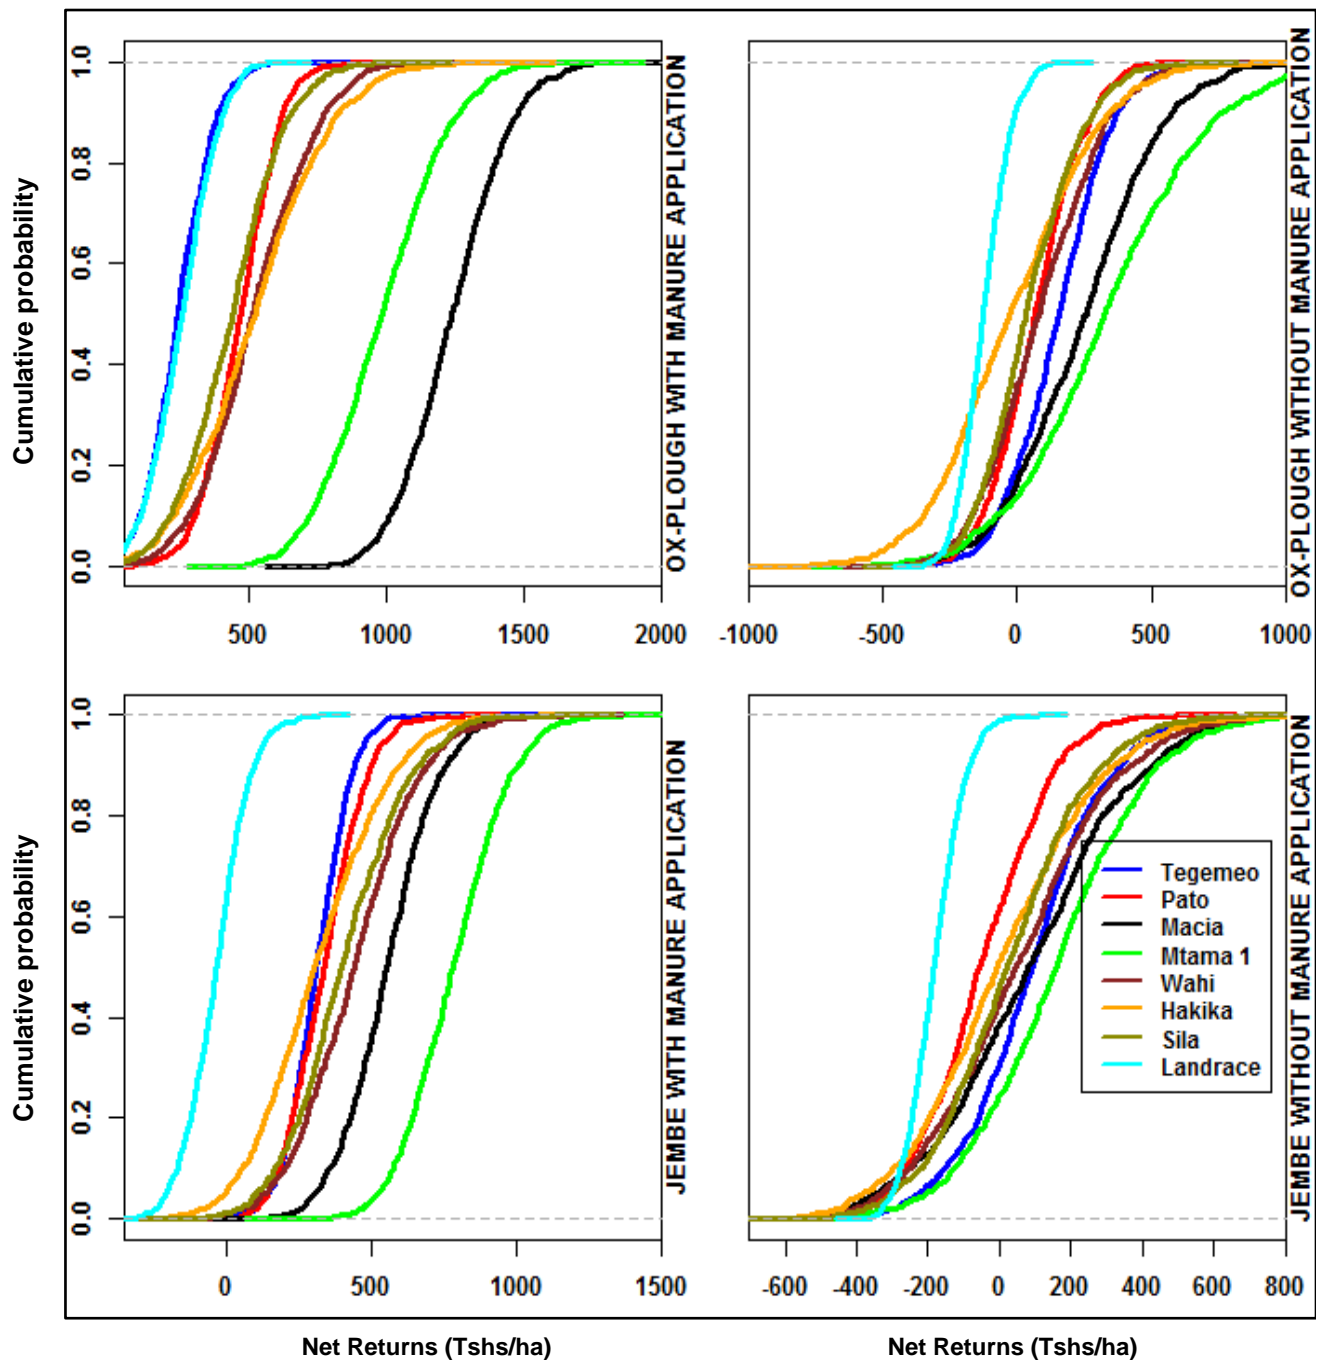 Cumulative probability
0.0 0.2 0.4 0.6 0.8 1.0
500 1000 1500 2000
OX-PLOUGH WITH MANURE APPLICATION
-1000 -500 0 500 1000
OX-PLOUGH WITHOUT MANURE APPLICATION
Cumulative probability
0.0 0.2 0.4 0.6 0.8 1.0
0 500 1000 1500
JEMBE WITH MANURE APPLICATION
Tegemeo
Pato
Macia
Mtama 1
Wahi
Hakika
Sila
Landrace
-600 -400 -200 0 200 400 600 800
JEMBE WITHOUT MANURE APPLICATION
Net Returns (Tshs/ha)
Net Returns (Tshs/ha)